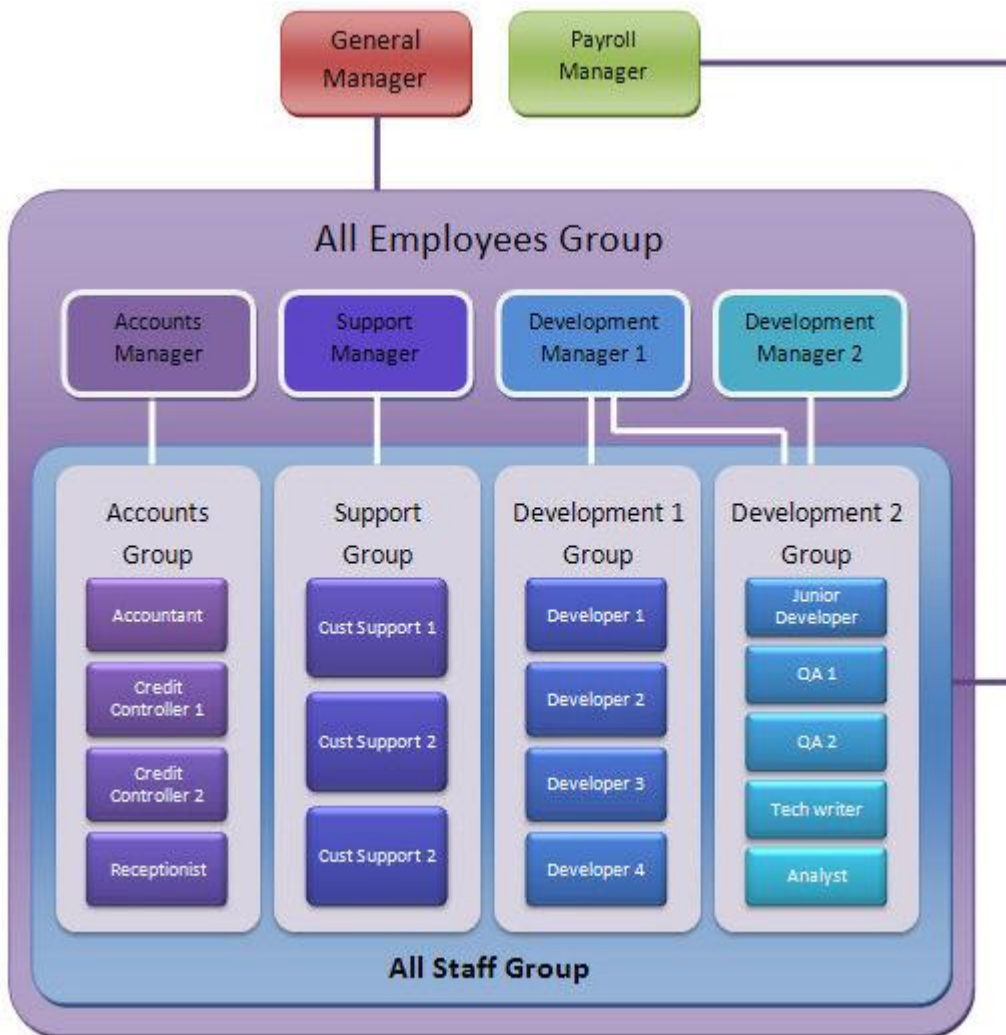 General
Manager
Payroll
Manager
All Employees Group
Accounts
Manager
Support
Manager
Development
Manager 1
Development
Manager 2
Accounts
Group
Accountant
Credit
Controller 1
Credit
Controller 2
Receptionist
Support
Group
Cust Support 1
Cust Support 2
Cust Support 2
Development 1
Group
Developer 1
Developer 2
Developer 3
Developer 4
Development 2
Group
Junior
Developer
QA 1
QA 2
Tech writer
Analyst
All Staff Group